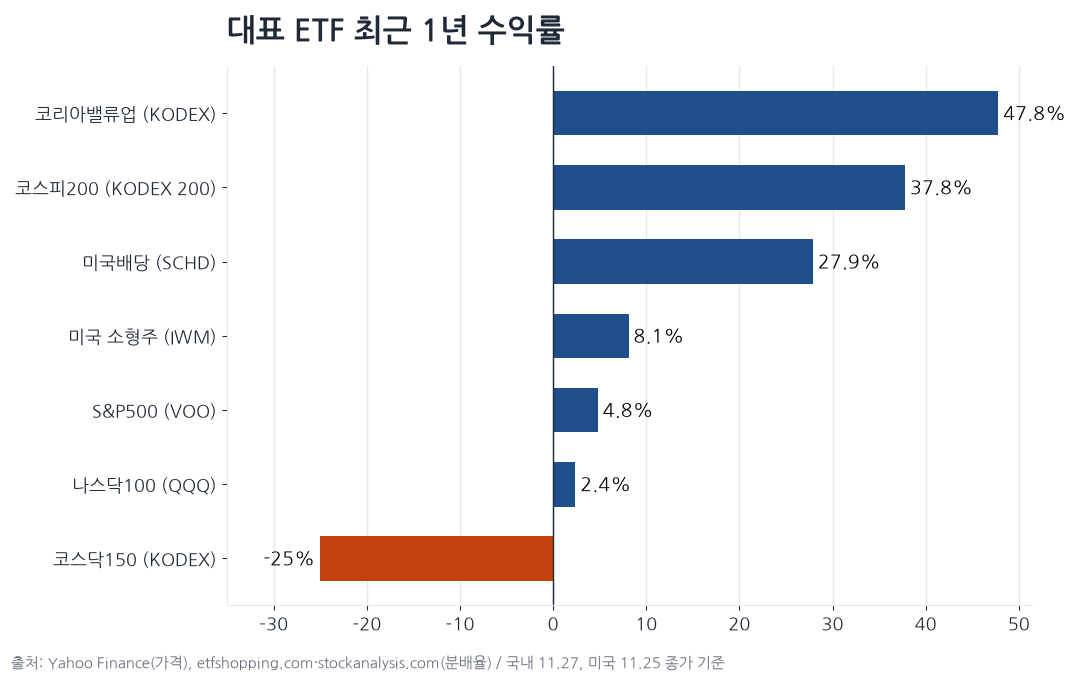 대표 ETF 최근 1년 수익률
코리아밸류업 (KODEX)
47.8%
코스피200 (KODEX 200)
37.8%
미국배당 (SCHD)
27.9%
미국 소형주 (IWM)
8.1%
S&P500 (VOO)
4.8%
나스닥100 (QQQ)
2.4%
코스닥150 (KODEX)
-25%
-30 -20 -10 0 10 20 30 40 50
출처: Yahoo Finance(가격), etfshopping.com·stockanalysis.com(분배율) / 국내 11.27, 미국 11.25 종가 기준